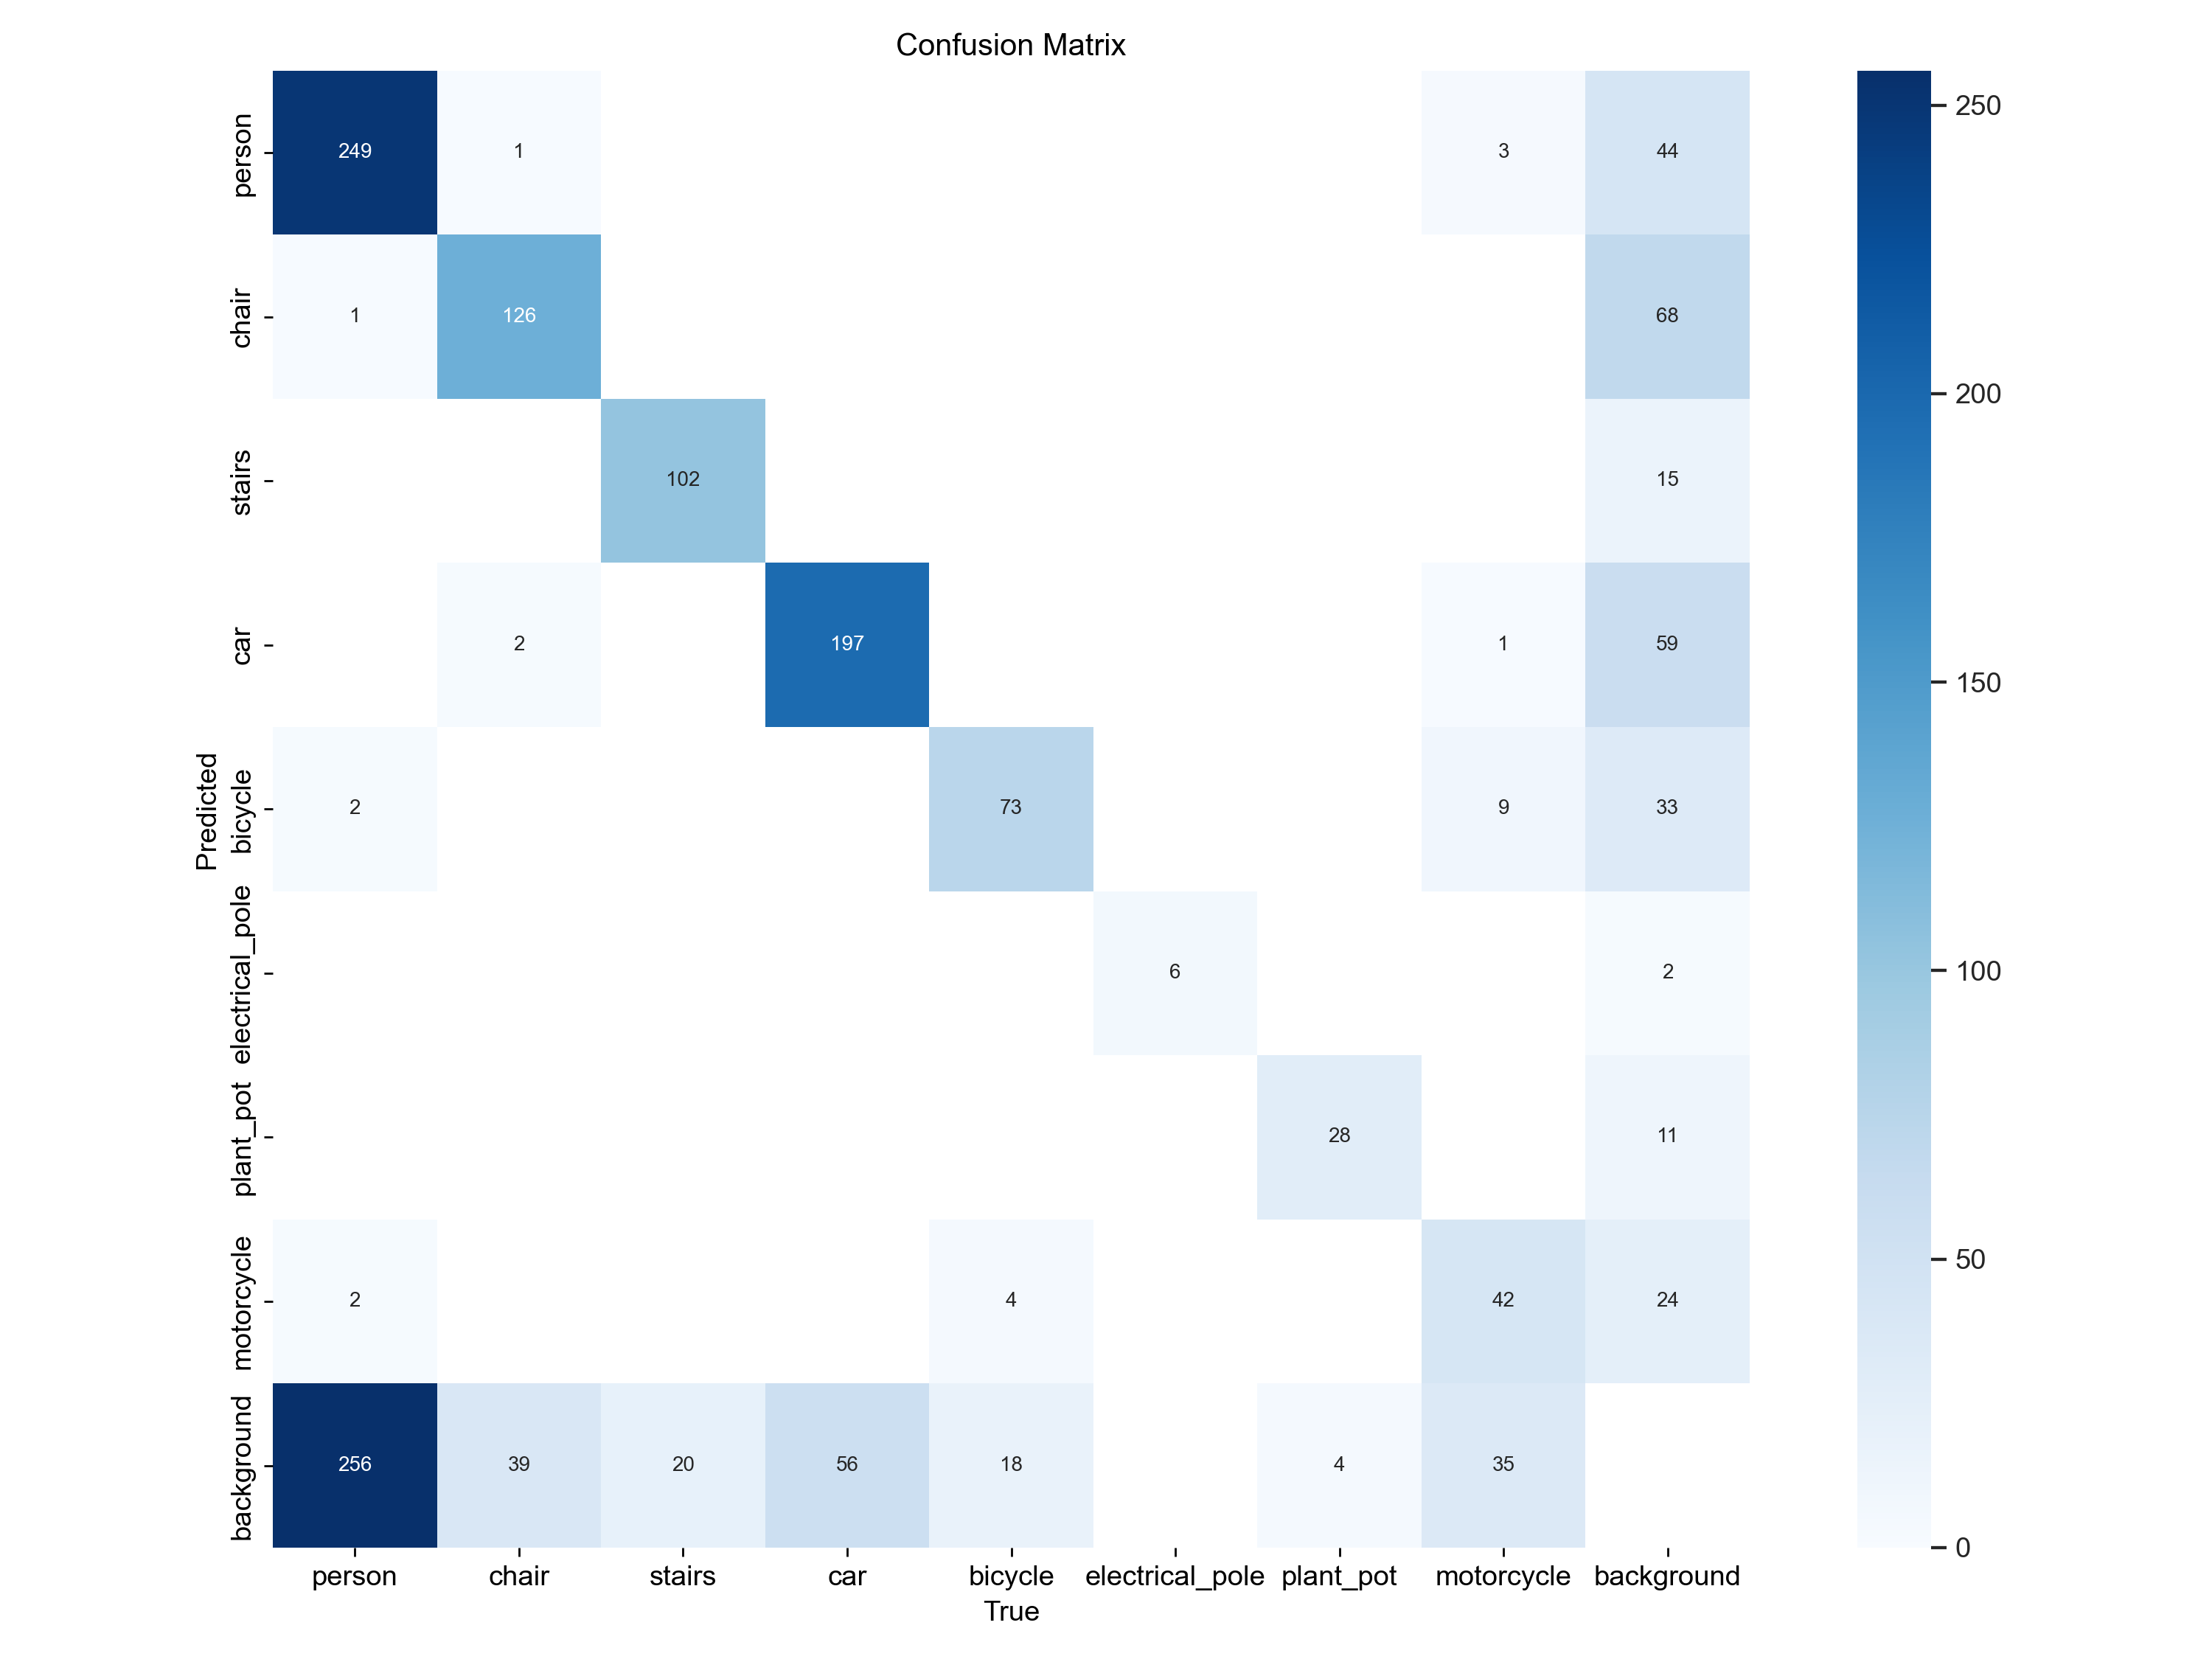 Confusion Matrix
person
249
1
3
44
250
chair
1
126
68
200
stairs
102
15
car
2
197
1
59
150
Predicted
bicycle
2
73
9
33
electrical_pole
6
2
100
plant_pot
28
11
motorcycle
2
4
42
24
50
background
256
39
20
56
18
4
35
0
person chair stairs car bicycle electrical_pole plant_pot motorcycle background
True